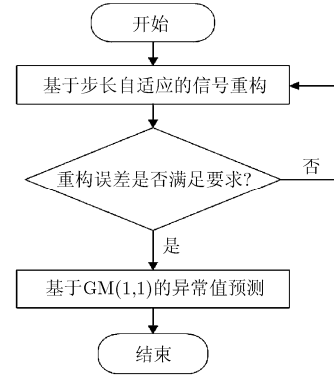 开始
基于步长自适应的信号重构
重构误差是否满足要求?
否
是
基于GM(1,1)的异常值预测
结束